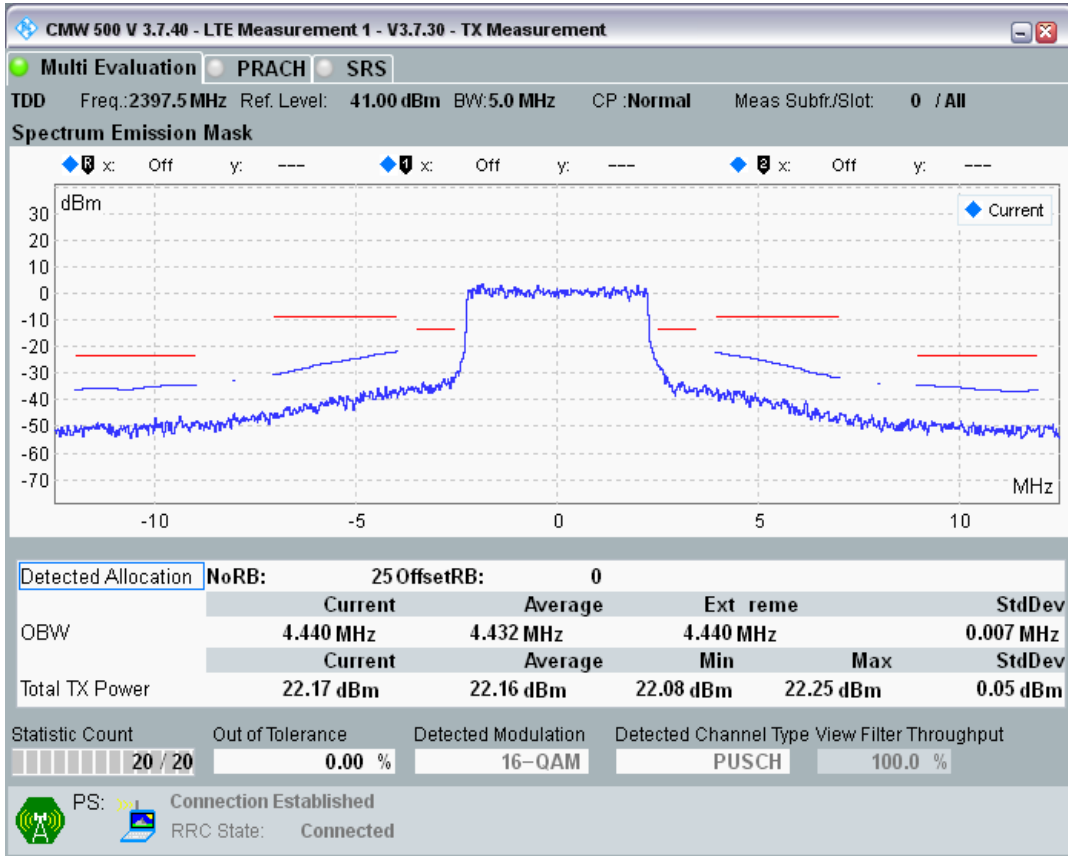 CMW 500 V 3.7.40 - LTE Measurement 1 - V3.7.30 - TX Measurement
Multi Evaluation PRACH SRS
TDD Freq.:2397.5 MHz Ref. Level: 41.00 dBm BW:5.0 MHz CP :Normal Meas Subfr./Slot: 0 / All
Spectrum Emission Mask
R x: Off y: --- 1 x: Off y: --- 2 x: Off y: ---
dBm
Current
30
20
10
0
-10
-20
-30
-40
-50
-60
-70
MHz
-10 -5 0 5 10
Detected Allocation NoRB: 25 OffsetRB: 0
Current Average Ext reme StdDev
OBW 4.440 MHz 4.432 MHz 4.440 MHz 0.007 MHz
Current Average Min Max StdDev
Total TX Power 22.17 dBm 22.16 dBm 22.08 dBm 22.25 dBm 0.05 dBm
Statistic Count Out of Tolerance Detected Modulation Detected Channel Type View Filter Throughput
20 / 20 0.00 % 16-QAM PUSCH 100.0 %
PS: Connection Established
RRC State: Connected